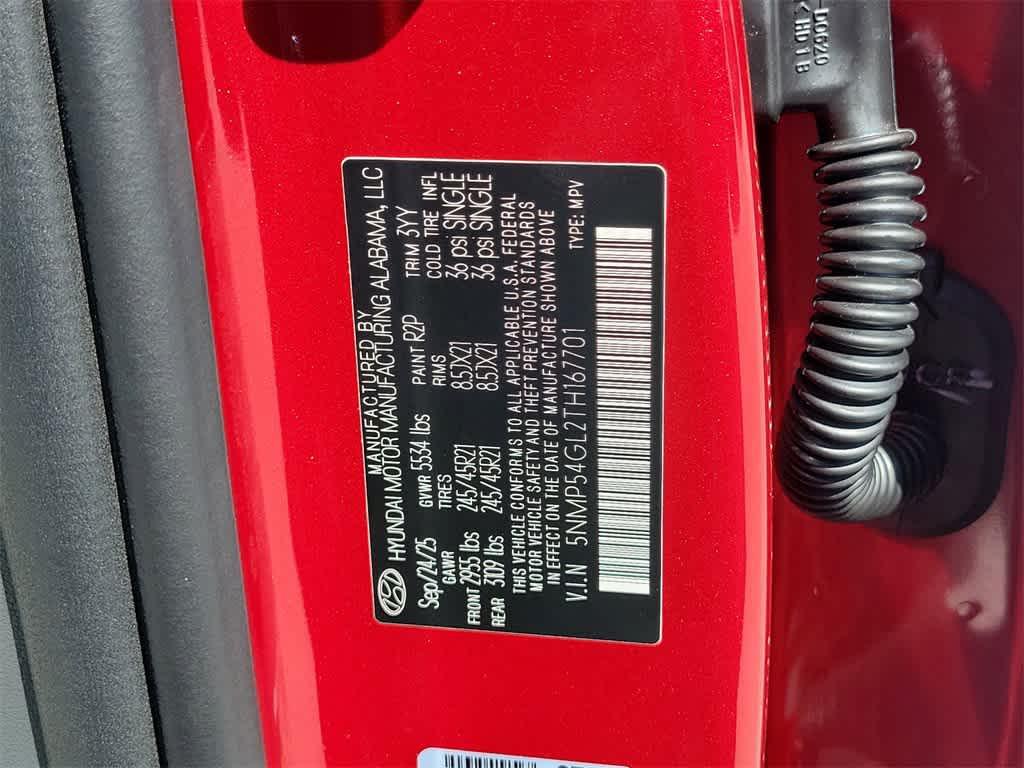 MANUFACTURED BY
HYUNDAI MOTOR MANUFACTURING ALABAMA, LLC
Sep/24/25 GVWR 5534 lbs PAINT R2P TRIM 3YY
GAWR TIRES RIMS COLD TIRE INFL
FRONT 2955 lbs 245/45R21 8.5JX21 36 psi, SINGLE
REAR 3109 lbs 245/45R21 8.5JX21 36 psi, SINGLE
THIS VEHICLE CONFORMS TO ALL APPLICABLE U.S.A. FEDERAL
MOTOR VEHICLE SAFETY AND THEFT PREVENTION STANDARDS
IN EFFECT ON THE DATE OF MANUFACTURE SHOWN ABOVE
V.I.N 5NMP54GL2TH167701 TYPE: MPV
-DO620
HD1B